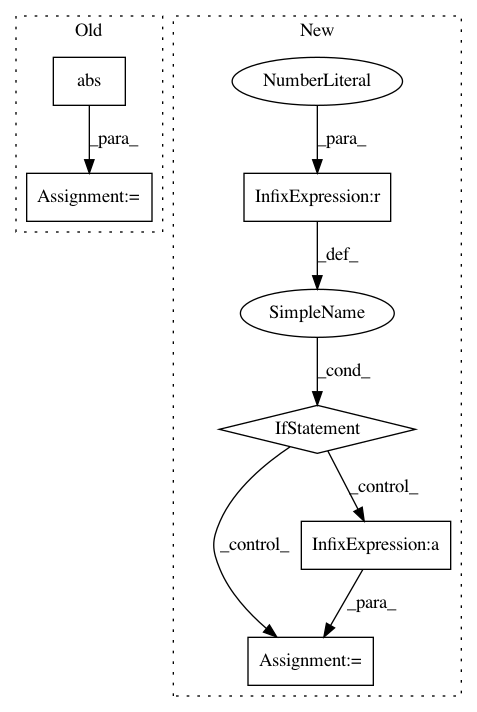 Old
New
abs
NumberLiteral
_para_
_para_
Assignment:=
InfixExpression:r
_def_
SimpleName
_cond_
IfStatement
_control_
_control_
InfixExpression:a
_para_
Assignment:=